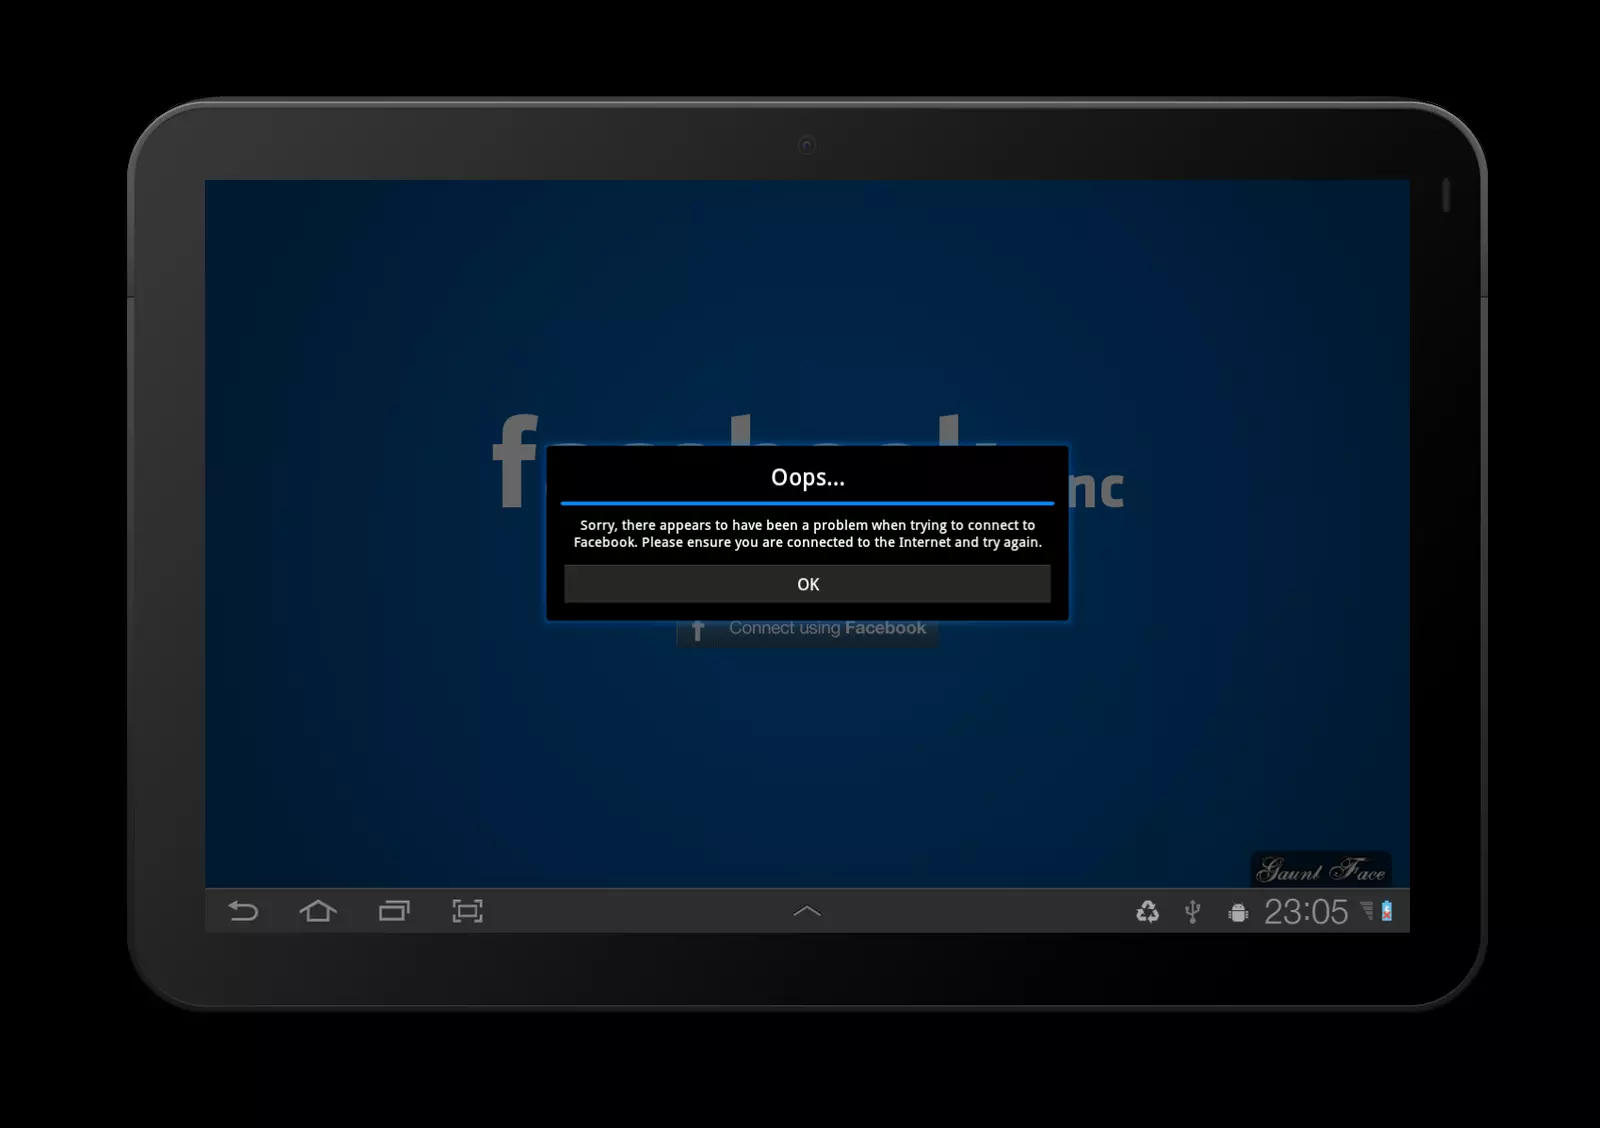 f
nc
Oops...
Sorry, there appears to have been a problem when trying to connect to
Facebook. Please ensure you are connected to the Internet and try again.
OK
Connect using Facebook
Gaunt Face
23:05